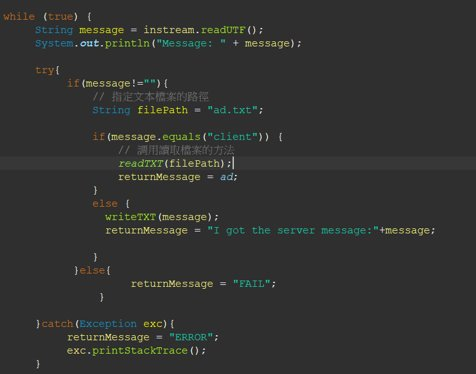 while (true) {
String message = instream.readUTF();
System.out.println("Message: " + message);
try{
if(message!=""){
// 指定文本檔案的路徑
String filePath = "ad.txt";
if(message.equals("client")) {
// 調用讀取檔案的方法
readTXT(filePath);
returnMessage = ad;
}
else {
writeTXT(message);
returnMessage = "I got the server message:"+message;
}
}else{
returnMessage = "FAIL";
}
}catch(Exception exc){
returnMessage = "ERROR";
exc.printStackTrace();
}